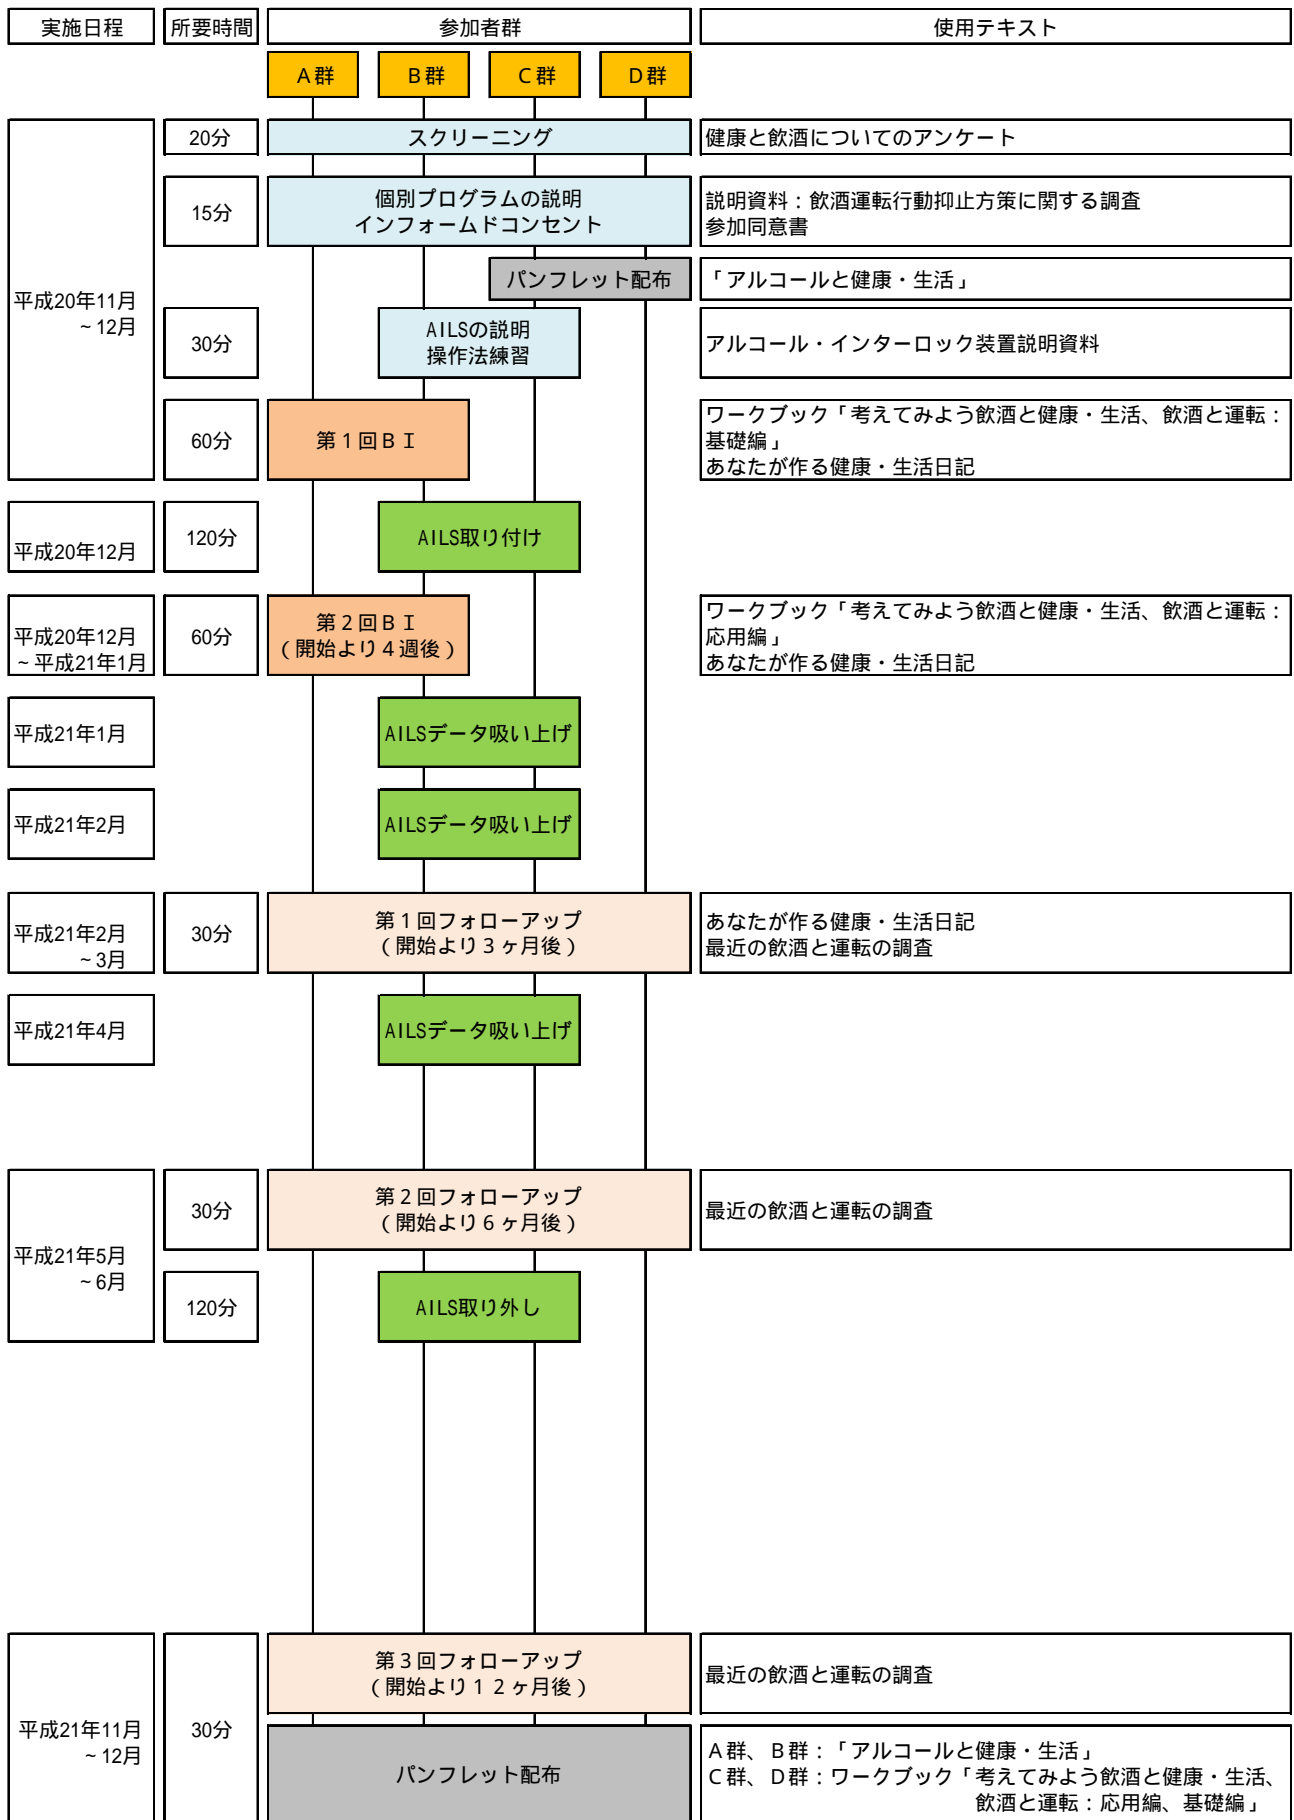 実施日程 所要時間 参加者群 使用テキスト
A群 B群 C群 D群
平成20年11月
~12月
20分 スクリーニング 健康と飲酒についてのアンケート
15分
個別プログラムの説明
インフォームドコンセント
説明資料:飲酒運転行動抑止方策に関する調査
参加同意書
パンフレット配布 「アルコールと健康・生活」
30分
AILSの説明
操作法練習
アルコール・インターロック装置説明資料
60分 第1回BI
ワークブック「考えてみよう飲酒と健康・生活、飲酒と運転:
基礎編」
あなたが作る健康・生活日記
平成20年12月 120分 AILS取り付け
平成20年12月
~平成21年1月
60分
第2回BI
(開始より4週後)
ワークブック「考えてみよう飲酒と健康・生活、飲酒と運転:
応用編」
あなたが作る健康・生活日記
平成21年1月 AILSデータ吸い上げ
平成21年2月 AILSデータ吸い上げ
平成21年2月
~3月
30分
第1回フォローアップ
(開始より3ヶ月後)
あなたが作る健康・生活日記
最近の飲酒と運転の調査
平成21年4月 AILSデータ吸い上げ
平成21年5月
~6月
30分
第2回フォローアップ
(開始より6ヶ月後)
最近の飲酒と運転の調査
120分 AILS取り外し
平成21年11月
~12月
30分
第3回フォローアップ
(開始より12ヶ月後)
最近の飲酒と運転の調査
パンフレット配布
A群、B群:「アルコールと健康・生活」
C群、D群:ワークブック「考えてみよう飲酒と健康・生活、
飲酒と運転:応用編、基礎編」